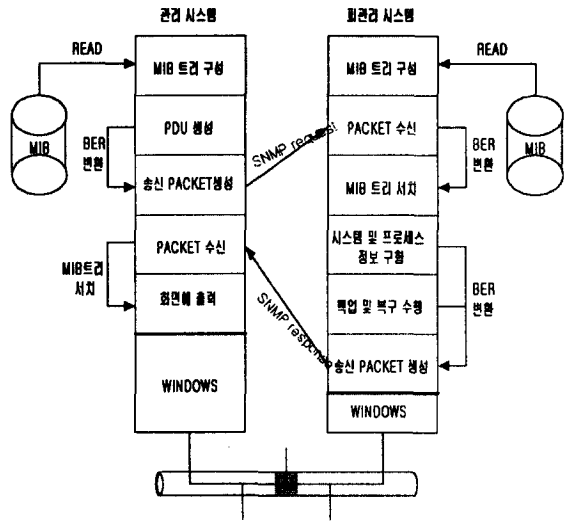 관리 시스템
피관리 시스템
READ
READ
MIB 트리 구성
MIB 트리 구성
MIB
MIB
BER
변환
PDU 생성
SNMP request
PACKET 수신
BER
변환
송신 PACKET생성
MIB 트리 서치
PACKET 수신
시스템 및 프로세스
정보 구함
MIB트리
서치
화면에 출력
SNMP response
백업 및 복구 수행
BER
변환
송신 PACKET 생성
WINDOWS
WINDOWS